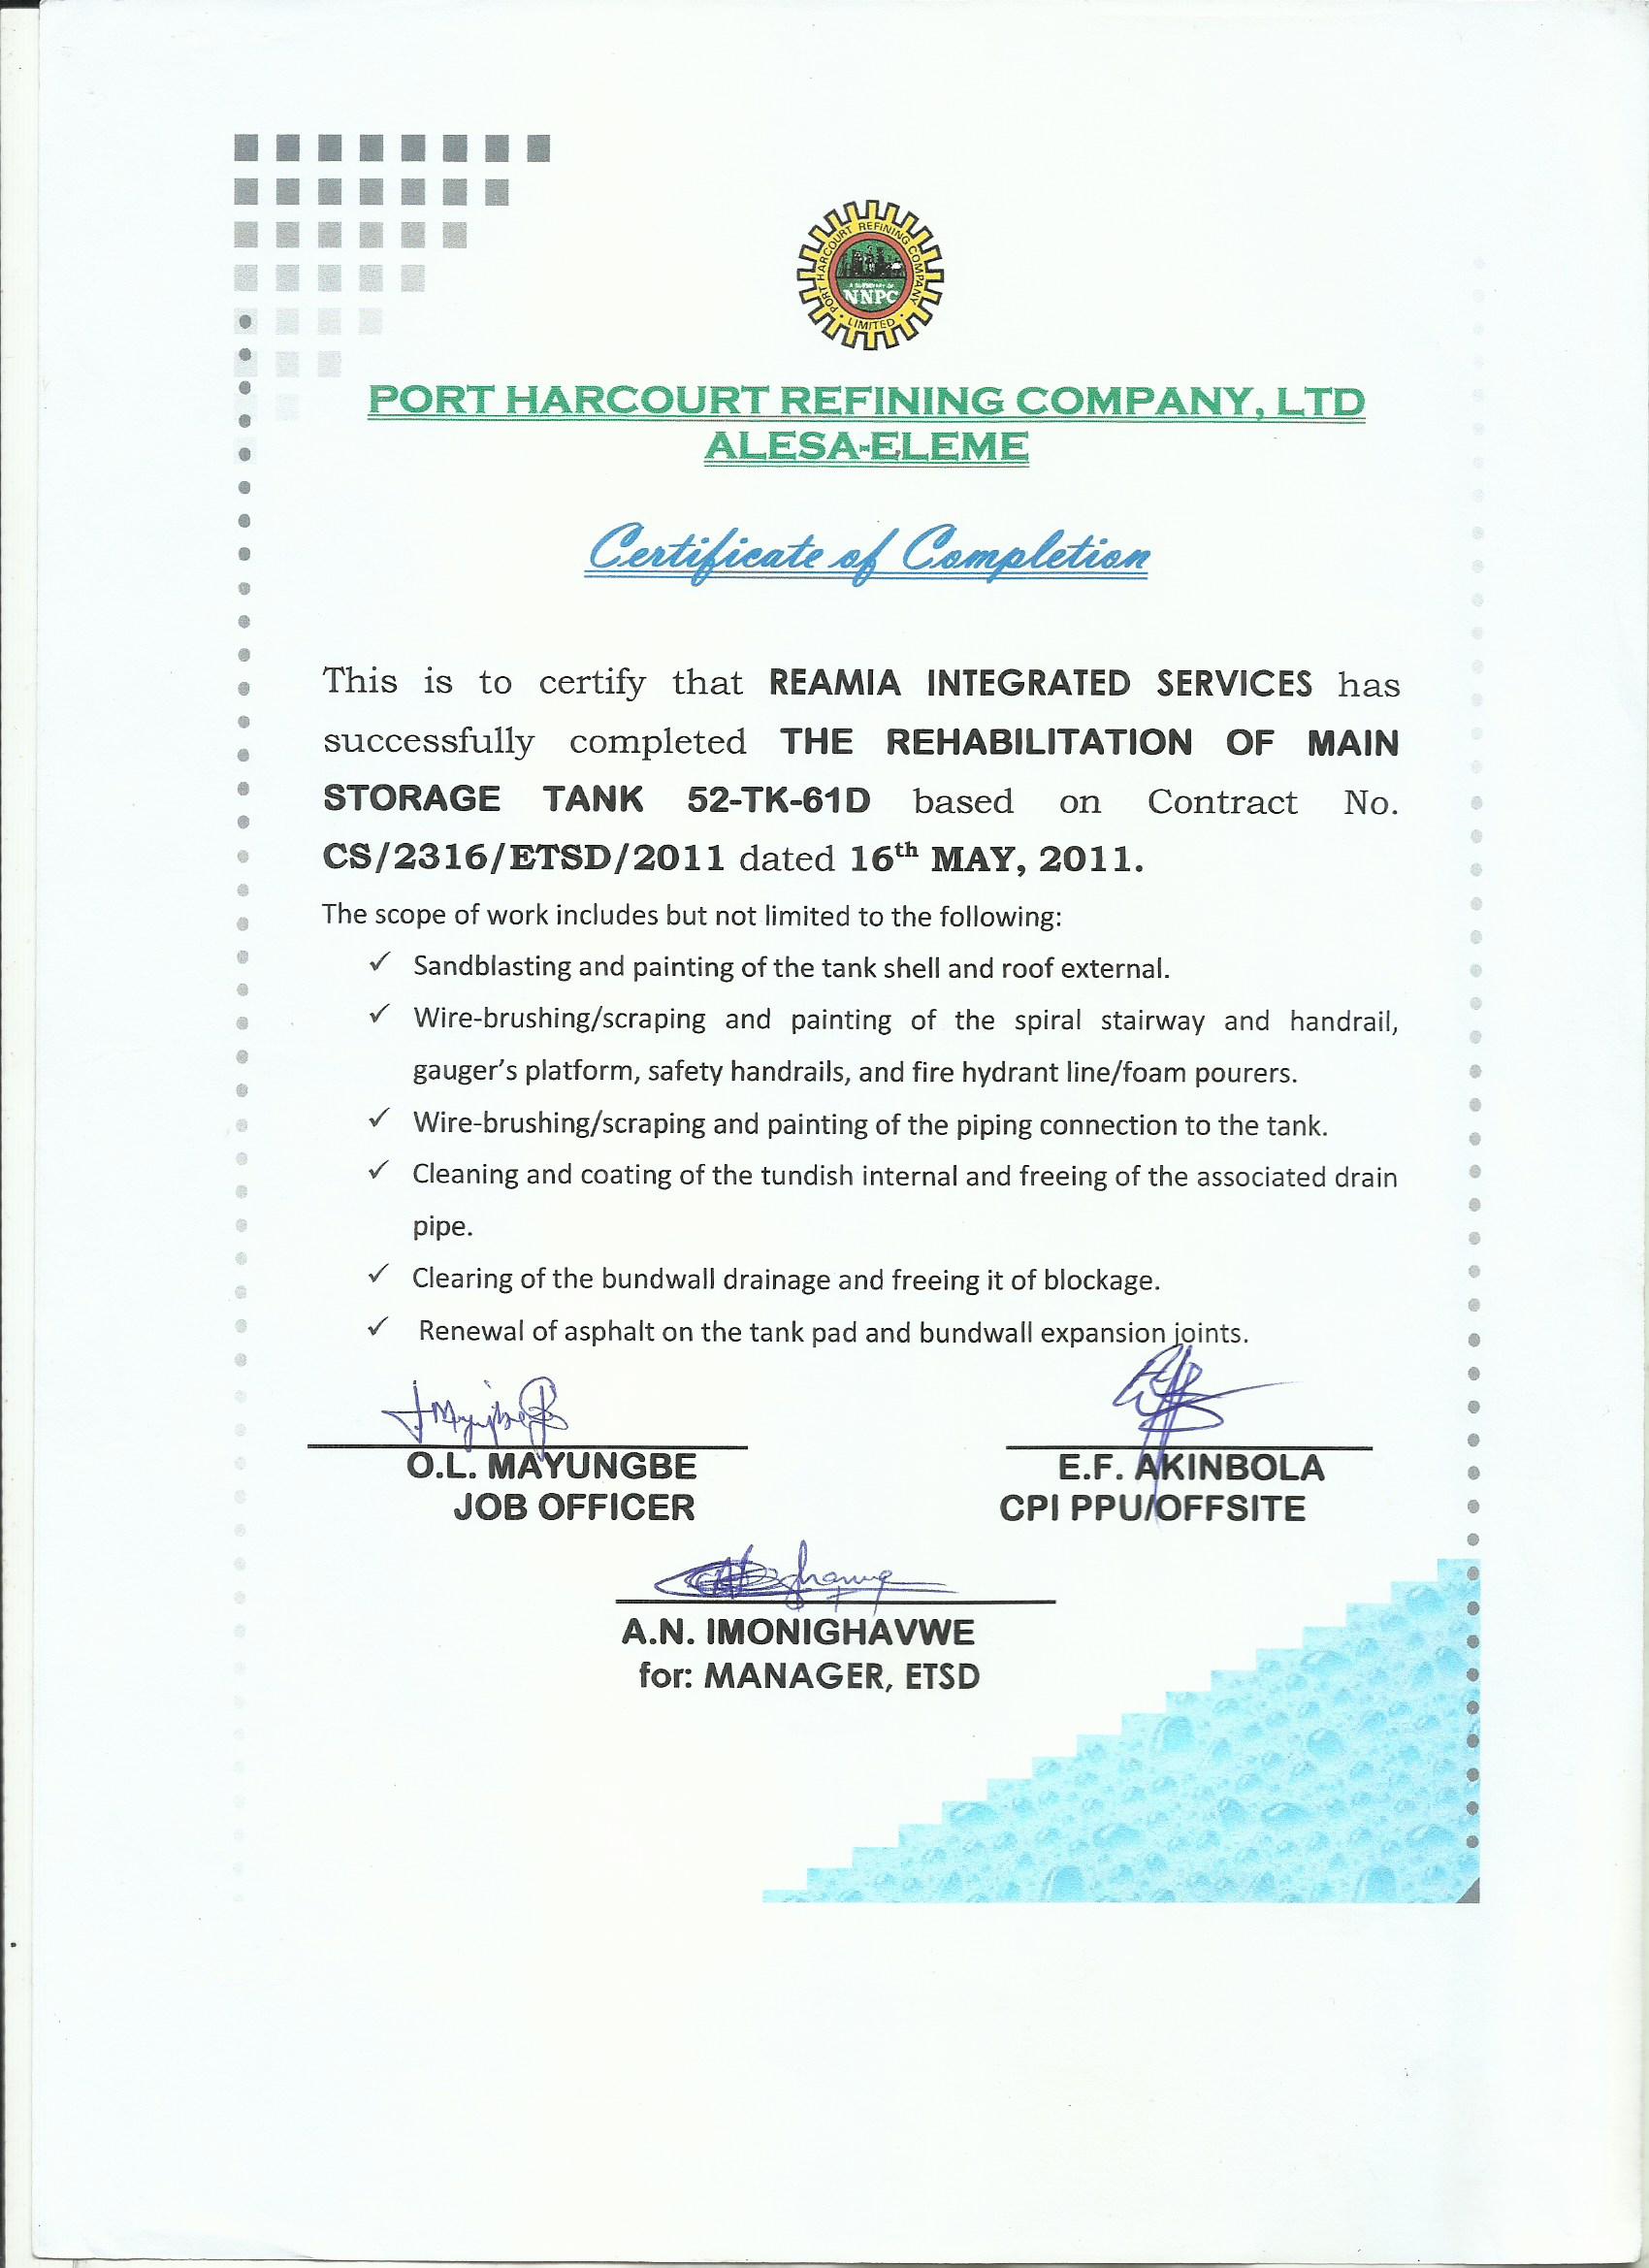 PORT HARCOURT REFINING COMPANY
A SUBSIDIARY OF
NNPC
LIMITED
PORT HARCOURT REFINING COMPANY, LTD
ALESA-ELEME
Certificate of Completion
This is to certify that REAMIA INTEGRATED SERVICES has
successfully completed THE REHABILITATION OF MAIN
STORAGE TANK 52-TK-61D based on Contract No.
CS/2316/ETSD/2011 dated 16th MAY, 2011.
The scope of work includes but not limited to the following:
✓ Sandblasting and painting of the tank shell and roof external.
✓ Wire-brushing/scraping and painting of the spiral stairway and handrail,
gauger's platform, safety handrails, and fire hydrant line/foam pourers.
✓ Wire-brushing/scraping and painting of the piping connection to the tank.
✓ Cleaning and coating of the tundish internal and freeing of the associated drain
pipe.
✓ Clearing of the bundwall drainage and freeing it of blockage.
✓ Renewal of asphalt on the tank pad and bundwall expansion joints.
O.L. MAYUNGBE
JOB OFFICER
E.F. AKINBOLA
CPI PPU/OFFSITE
A.N. IMONIGHAVWE
for: MANAGER, ETSD